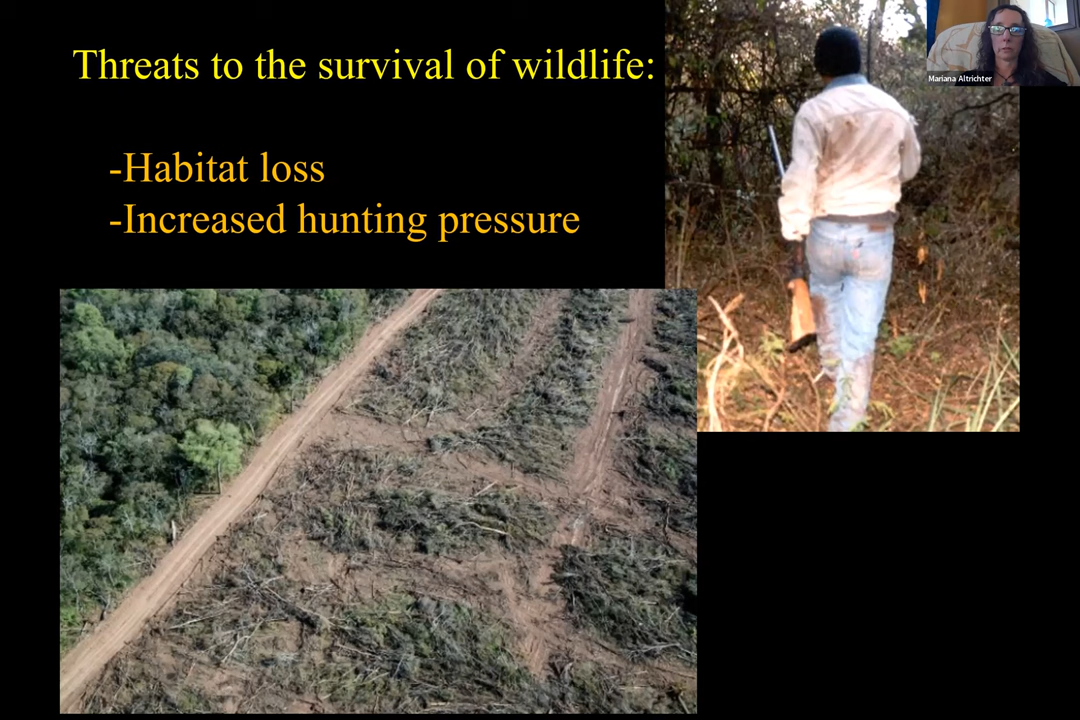 Threats to the survival of wildlife:
-Habitat loss
-Increased hunting pressure
Mariana Altrichter